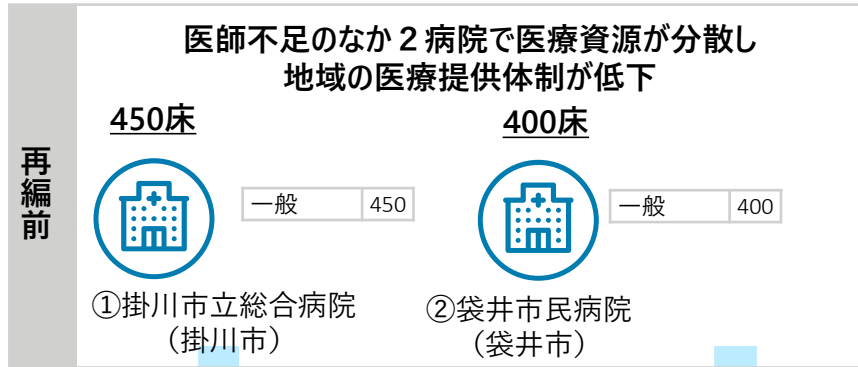 再編前
医師不足のなか２病院で医療資源が分散し
地域の医療提供体制が低下
450床
400床
一般 450
一般 400
①掛川市立総合病院
（掛川市）
②袋井市民病院
（袋井市）